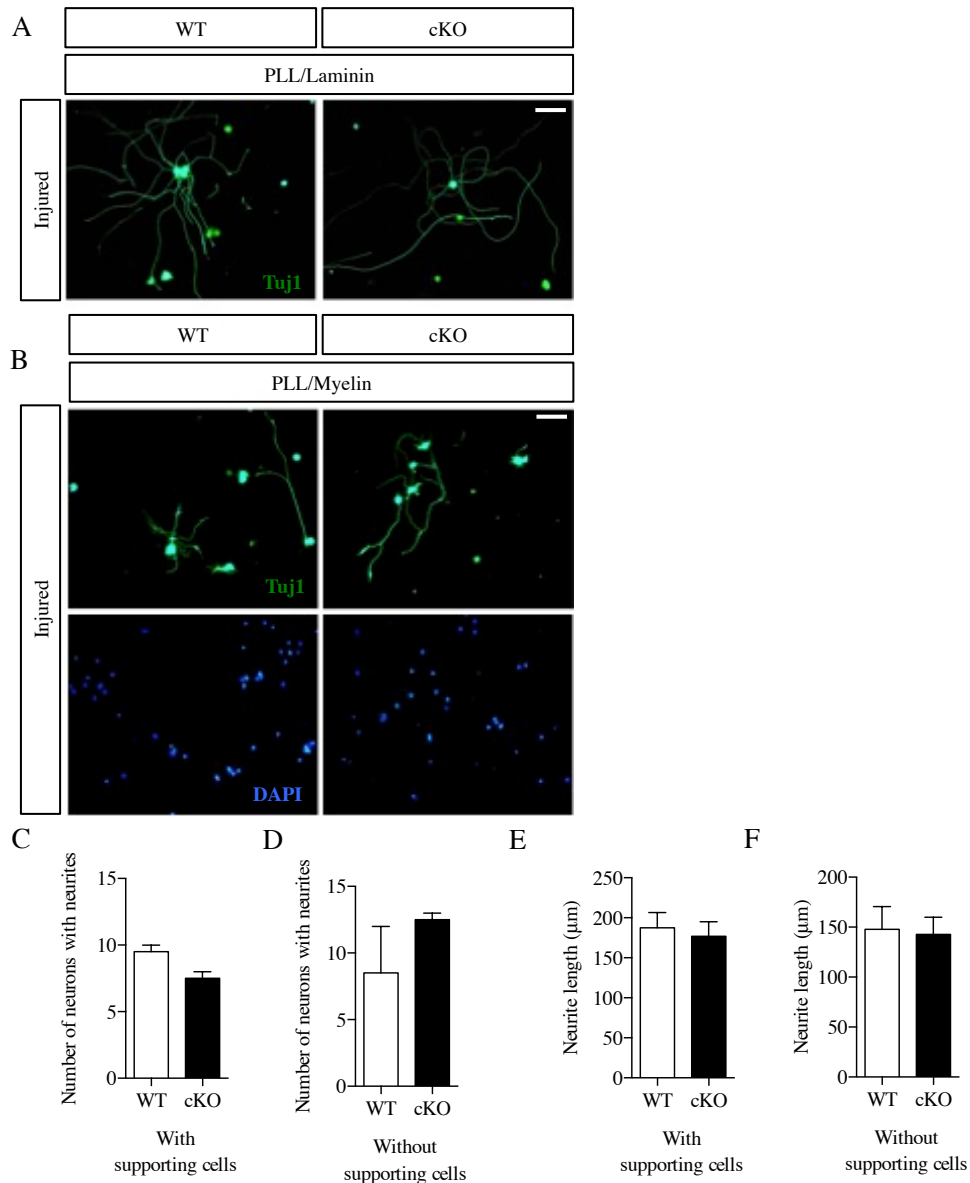 A
WT
cKO
PLL/Laminin
Injured
Tuj1
WT
cKO
B
PLL/Myelin
Injured
Tuj1
DAPI
C
Number of neurons with neurites
15
10
5
0
WT
cKO
With
supporting cells
D
Number of neurons with neurites
15
10
5
0
WT
cKO
Without
supporting cells
E
Neurite length (µm)
250
200
150
100
50
0
WT
cKO
With
supporting cells
F
Neurite length (µm)
200
150
100
50
0
WT
cKO
Without
supporting cells